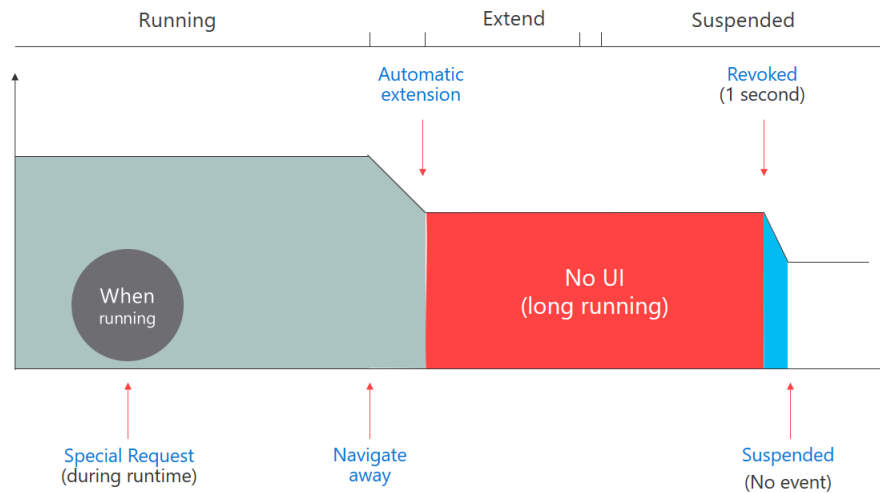 Running
Extend
Suspended
Automatic
extension
Revoked
(1 second)
When
running
No UI
(long running)
Special Request
(during runtime)
Navigate
away
Suspended
(No event)